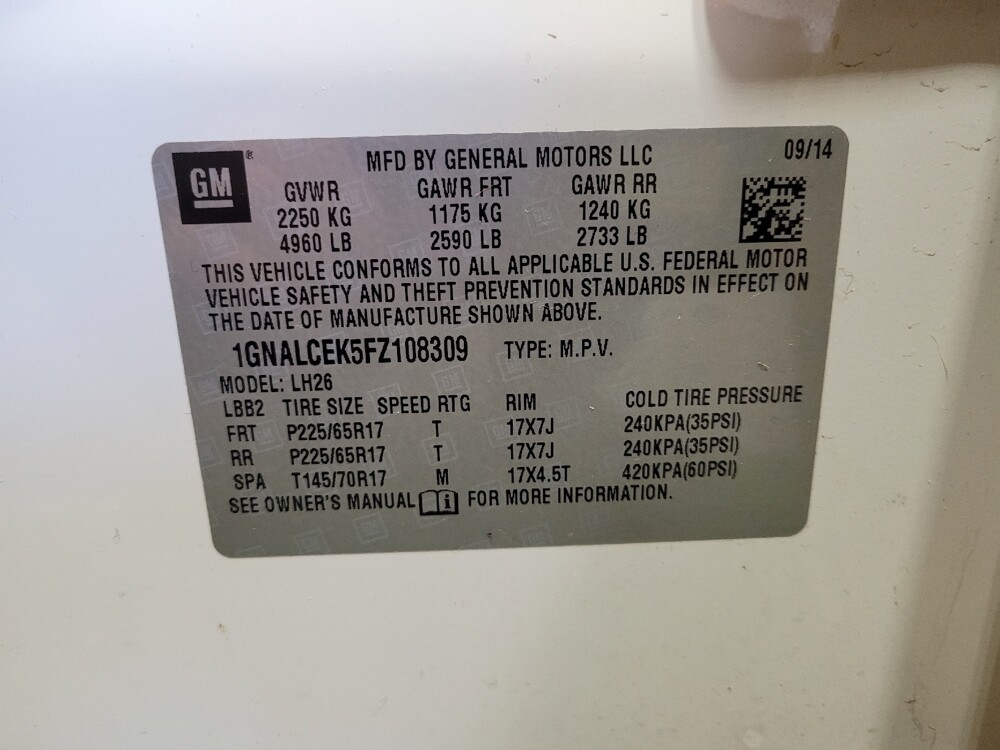 GM ®
MFD BY GENERAL MOTORS LLC 09/14
GVWR GAWR FRT GAWR RR
2250 KG 1175 KG 1240 KG
4960 LB 2590 LB 2733 LB
THIS VEHICLE CONFORMS TO ALL APPLICABLE U.S. FEDERAL MOTOR
VEHICLE SAFETY AND THEFT PREVENTION STANDARDS IN EFFECT ON
THE DATE OF MANUFACTURE SHOWN ABOVE.
1GNALCEK5FZ108309 TYPE: M.P.V.
MODEL: LH26
LBB2 TIRE SIZE SPEED RTG RIM COLD TIRE PRESSURE
FRT P225/65R17 T 17X7J 240KPA(35PSI)
RR P225/65R17 T 17X7J 240KPA(35PSI)
SPA T145/70R17 M 17X4.5T 420KPA(60PSI)
SEE OWNER'S MANUAL i FOR MORE INFORMATION.